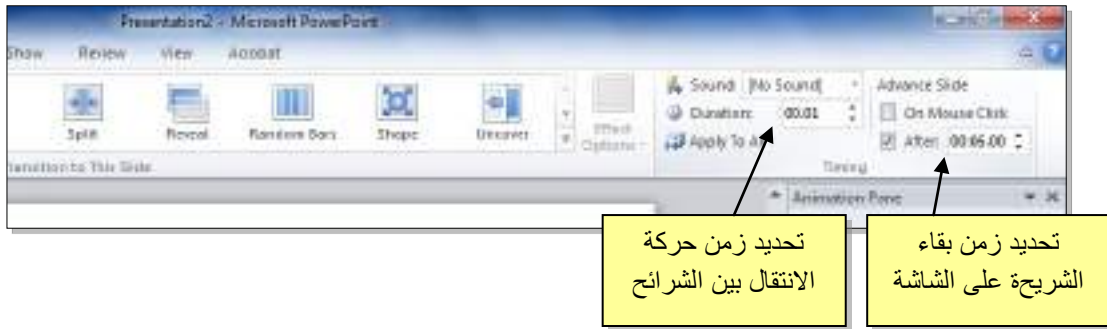 Presentation2 - Microsoft PowerPoint
Show Review View Acrobat
Split Reveal Random Bars Shape Uncover Effect Options
Sound: [No Sound] Advance Slide
Duration: 00.01 On Mouse Click
Apply To All After: 00:05.00
Transition to This Slide Timing
Animation Pane
تحديد زمن حركة
الانتقال بين الشرائح
تحديد زمن بقاء
الشريحة على الشاشة